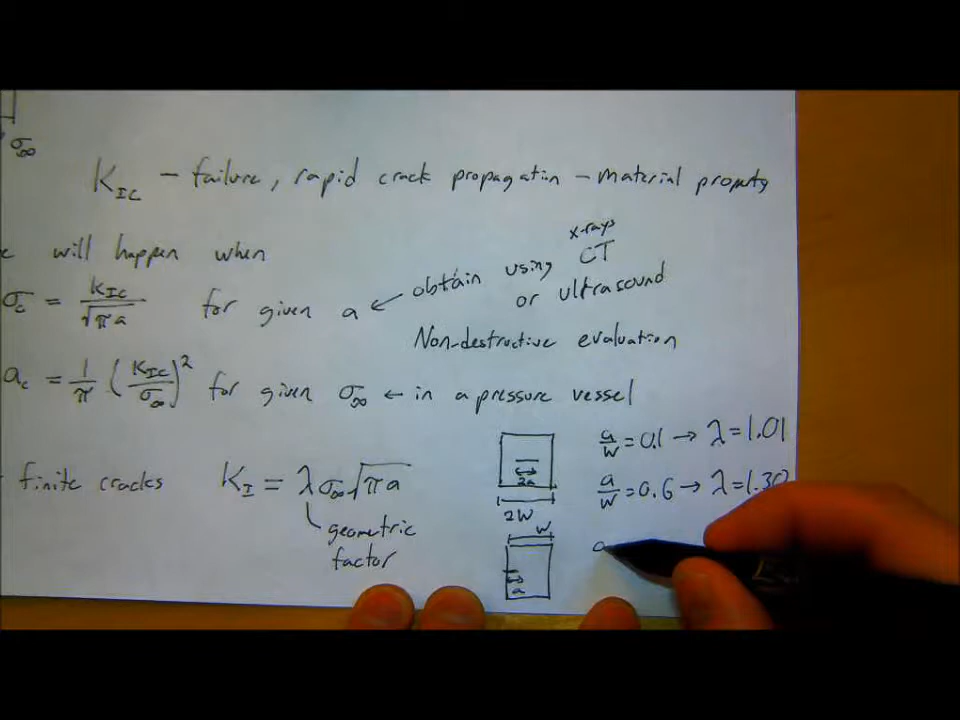 σ∞
K_IC – failure, rapid crack propagation – material property
will happen when
x-rays
CT
σc = K_IC / √πa for given a ← obtain using
or ultrasound
Non-destructive evaluation
ac = 1/π (K_IC / σ∞)² for given σ∞ ← in a pressure vessel
a/W = 0.1 → λ = 1.01
finite cracks K_I = λσ∞√πa
2a
a/W = 0.6 → λ = 1.30
2W
geometric
factor
W
a
a